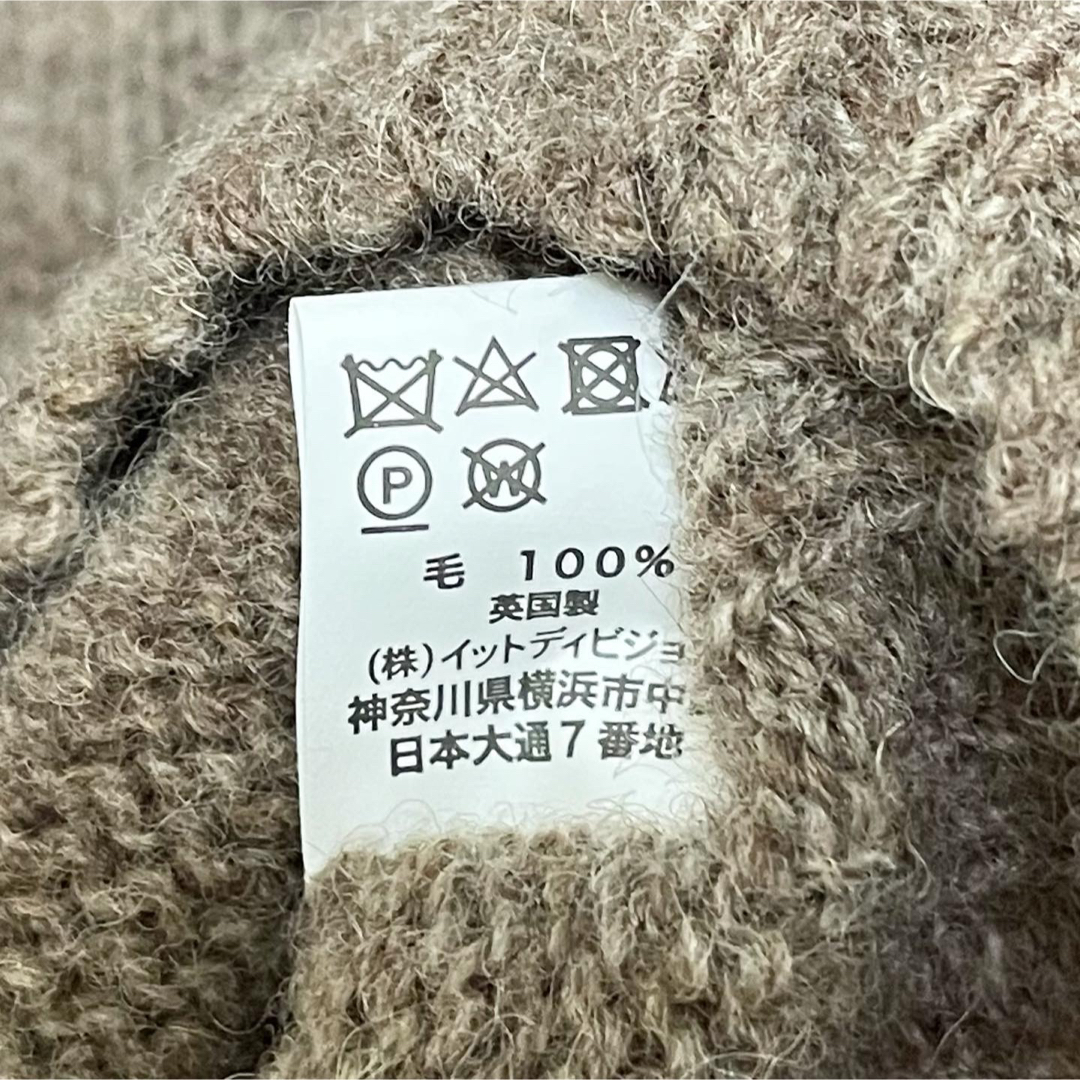 P W
毛 100%
英国製
(株)イットディビジョ
神奈川県横浜市中
日本大通7番地